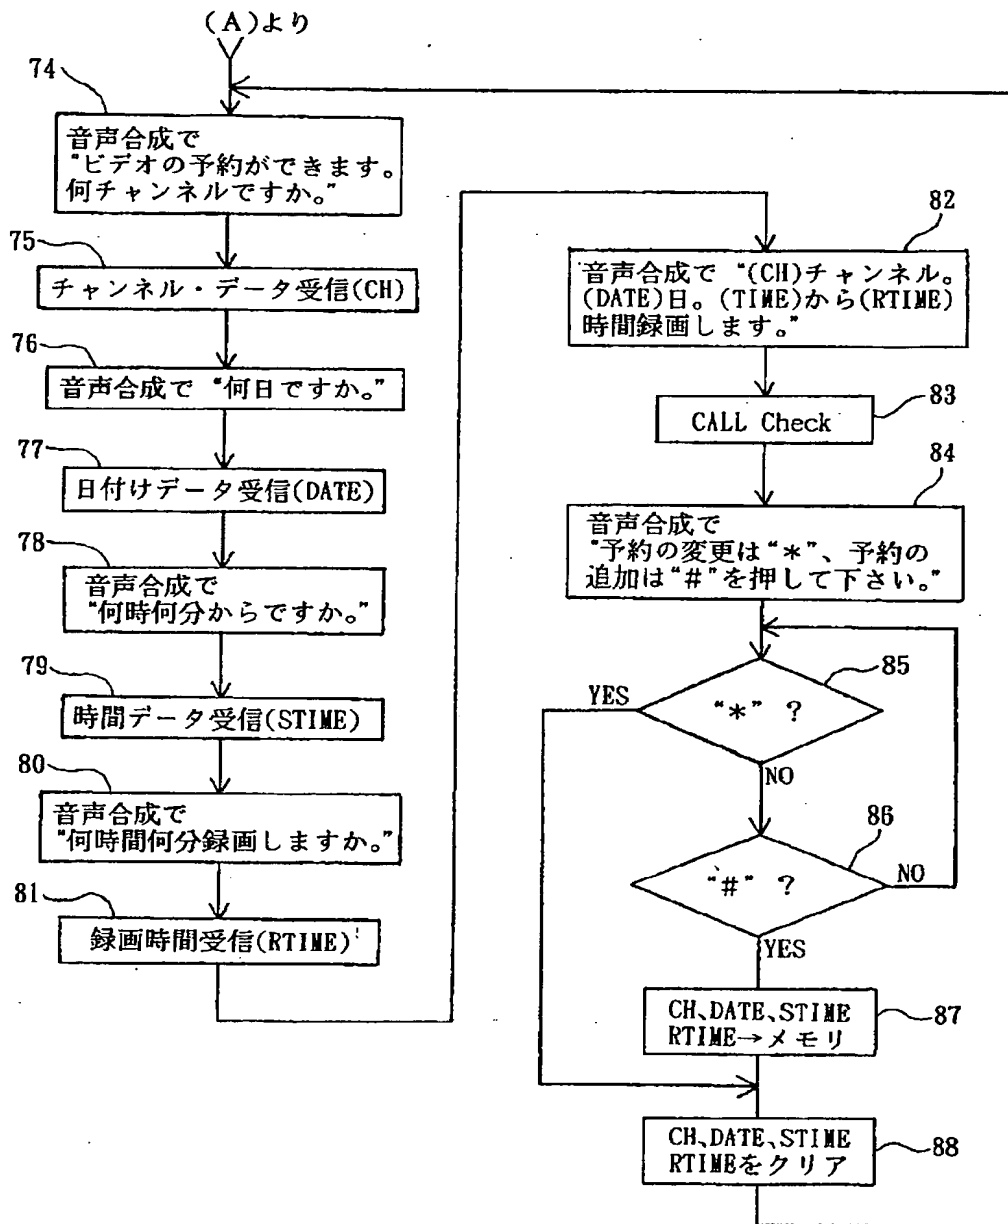 (A)より
74
音声合成で
“ビデオの予約ができます。
何チャンネルですか。”
75
チャンネル・データ受信(CH)
76
音声合成で “何日ですか。”
77
日付けデータ受信(DATE)
78
音声合成で
“何時何分からですか。”
79
時間データ受信(STIME)
80
音声合成で
“何時間何分録画しますか。”
81
録画時間受信(RTIME)
82
音声合成で “(CH)チャンネル。
(DATE)日。(TIME)から(RTIME)
時間録画します。”
83
CALL Check
84
音声合成で
“予約の変更は“*”、予約の
追加は“#”を押して下さい。”
85
“*” ?
YES
NO
86
“#” ?
NO
YES
87
CH、DATE、STIME
RTIME→メモリ
88
CH、DATE、STIME
RTIMEをクリア